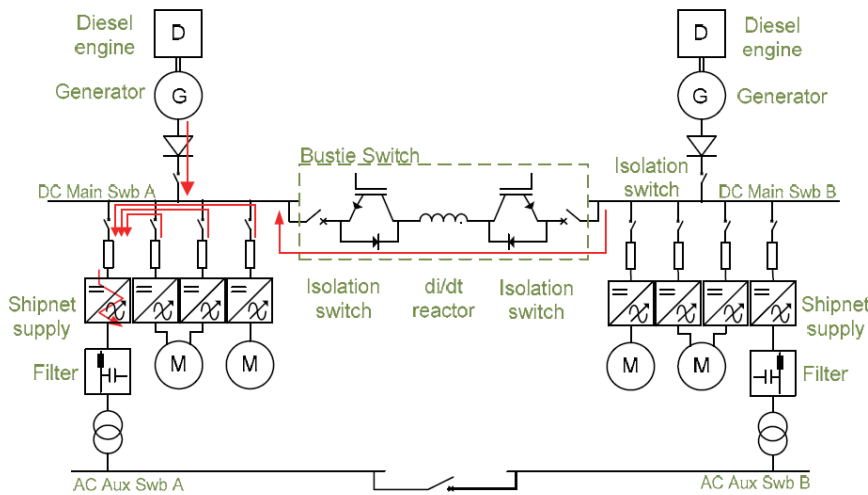 Diesel
engine
D
Generator
G
D
Diesel
engine
G
Generator
Bustie Switch
Isolation
switch
DC Main Swb A
DC Main Swb B
Isolation
switch
di/dt
reactor
Isolation
switch
Shipnet
supply
Shipnet
supply
M
M
M
M
Filter
Filter
AC Aux Swb A
AC Aux Swb B